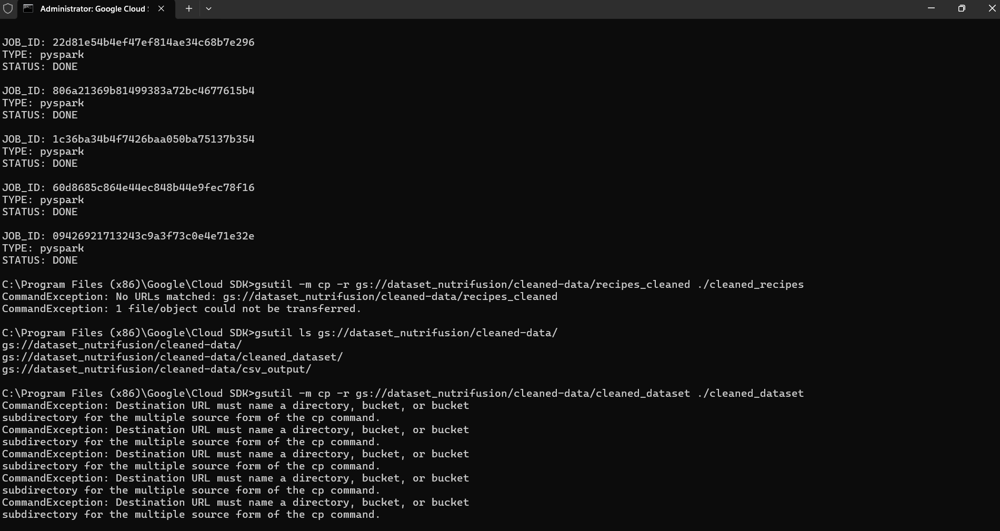 Administrator: Google Cloud
JOB_ID: 22d81e54b4ef47ef814ae34c68b7e296
TYPE: pyspark
STATUS: DONE
JOB_ID: 806a21369b81499383a72bc4677615b4
TYPE: pyspark
STATUS: DONE
JOB_ID: 1c36ba34b4f7426baa050ba75137b354
TYPE: pyspark
STATUS: DONE
JOB_ID: 60d8685c864e44ec848b44e9fec78f16
TYPE: pyspark
STATUS: DONE
JOB_ID: 09426921713243c9a3f73c0e4e71e32e
TYPE: pyspark
STATUS: DONE
C:\Program Files (x86)\Google\Cloud SDK>gsutil -m cp -r gs://dataset_nutrifusion/cleaned-data/recipes_cleaned ./cleaned_recipes
CommandException: No URLs matched: gs://dataset_nutrifusion/cleaned-data/recipes_cleaned
CommandException: 1 file/object could not be transferred.
C:\Program Files (x86)\Google\Cloud SDK>gsutil ls gs://dataset_nutrifusion/cleaned-data/
gs://dataset_nutrifusion/cleaned-data/
gs://dataset_nutrifusion/cleaned-data/cleaned_dataset/
gs://dataset_nutrifusion/cleaned-data/csv_output/
C:\Program Files (x86)\Google\Cloud SDK>gsutil -m cp -r gs://dataset_nutrifusion/cleaned-data/cleaned_dataset ./cleaned_dataset
CommandException: Destination URL must name a directory, bucket, or bucket
subdirectory for the multiple source form of the cp command.
CommandException: Destination URL must name a directory, bucket, or bucket
subdirectory for the multiple source form of the cp command.
CommandException: Destination URL must name a directory, bucket, or bucket
subdirectory for the multiple source form of the cp command.
CommandException: Destination URL must name a directory, bucket, or bucket
subdirectory for the multiple source form of the cp command.
CommandException: Destination URL must name a directory, bucket, or bucket
subdirectory for the multiple source form of the cp command.